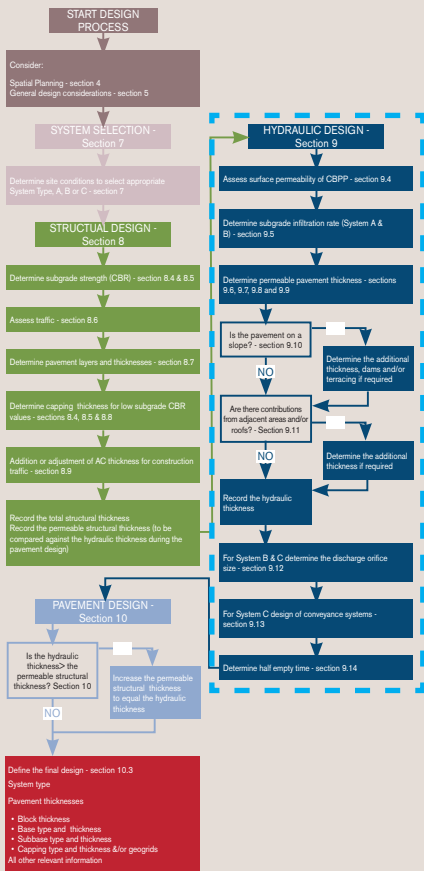 START DESIGN
PROCESS
Consider:
Spatial Planning - section 4
General design considerations - section 5
SYSTEM SELECTION -
Section 7
Determine site conditions to select appropriate
System Type, A, B or C - section 7
STRUCTUAL DESIGN -
Section 8
Determine subgrade strength (CBR) - section 8.4 & 8.5
Assess traffic - section 8.6
Determine pavement layers and thicknesses - section 8.7
Determine capping thickness for low subgrade CBR
values - sections 8.4, 8.5 & 8.8
Addition or adjustment of AC thickness for construction
traffic - section 8.9
Record the total structural thickness
Record the permeable structural thickness (to be
compared against the hydraulic thickness during the
pavement design)
HYDRAULIC DESIGN -
Section 9
Assess surface permeability of CBPP - section 9.4
Determine subgrade infiltration rate (System A &
B) - section 9.5
Determine permeable pavement thickness - sections
9.6, 9.7, 9.8 and 9.9
Is the pavement on a
slope? - section 9.10
Determine the additional
thickness, dams and/or
terracing if required
NO
Are there contributions
from adjacent areas and/or
roofs? - Section 9.11
Determine the additional
thickness if required
NO
Record the hydraulic
thickness
For System B & C determine the discharge orifice
size - section 9.12
For System C design of conveyance systems -
section 9.13
Determine half empty time - section 9.14
PAVEMENT DESIGN -
Section 10
Is the hydraulic
thickness> the
permeable structural
thickness? Section 10
Increase the permeable
structural thickness
to equal the hydraulic
thickness
NO
Define the final design - section 10.3
System type
Pavement thicknesses
• Block thickness
• Base type and thickness
• Subbase type and thickness
• Capping type and thickness &/or geogrids
All other relevant information